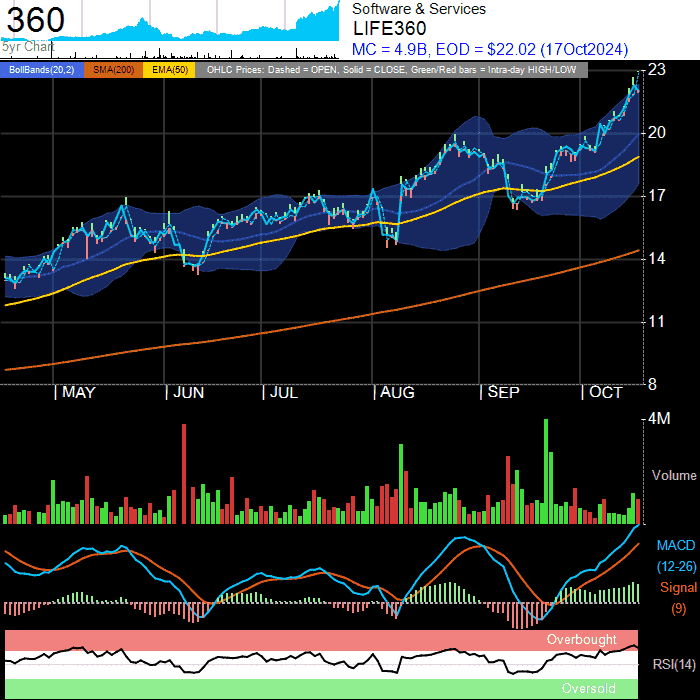 360
Software & Services
LIFE360
5yr Chart
MC = 4.9B, EOD = $22.02 (17Oct2024)
BollBands(20,2) SMA(200) EMA(50) OHLC Prices: Dashed = OPEN, Solid = CLOSE, Green/Red bars = Intra-day HIGH/LOW
23
20
17
14
11
8
MAY JUN JUL AUG SEP OCT
4M
Volume
MACD
(12-26)
Signal
(9)
Overbought
RSI(14)
Oversold